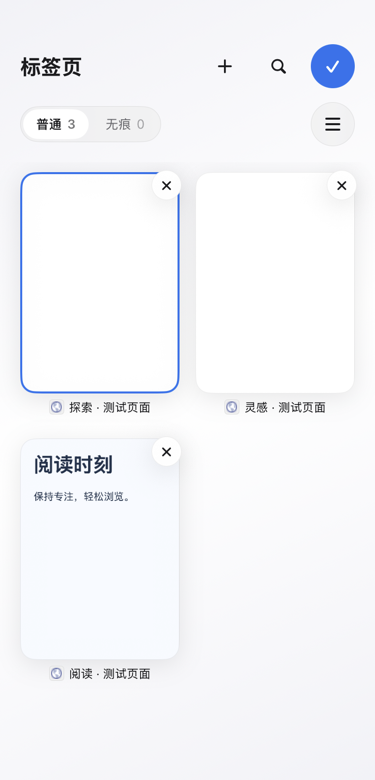 标签页
普通 3 无痕 0
探索 · 测试页面
灵感 · 测试页面
阅读时刻
保持专注，轻松浏览。
阅读 · 测试页面